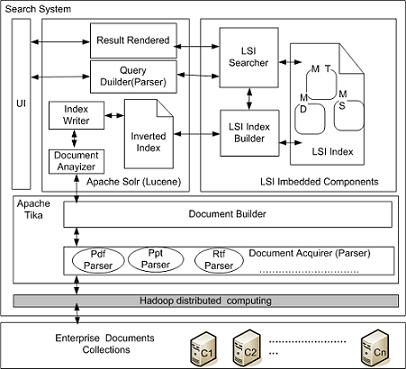 Search System
UI
Result Rendered
Query
Duilder(Parser)
Index
Writer
Inverted
Index
Document
Anayizer
Apache Solr (Lucene)
LSI
Searcher
LSI Index
Builder
M T
M
D
M
S
LSI Index
LSI Imbedded Components
Apache
Tika
Document Builder
Pdf
Parser
Ppt
Parser
Rtf
Parser
Document Acquirer (Parser)
Hadoop distributed computing
Enterprise Documents
Collections
C1
C2
...
Cn